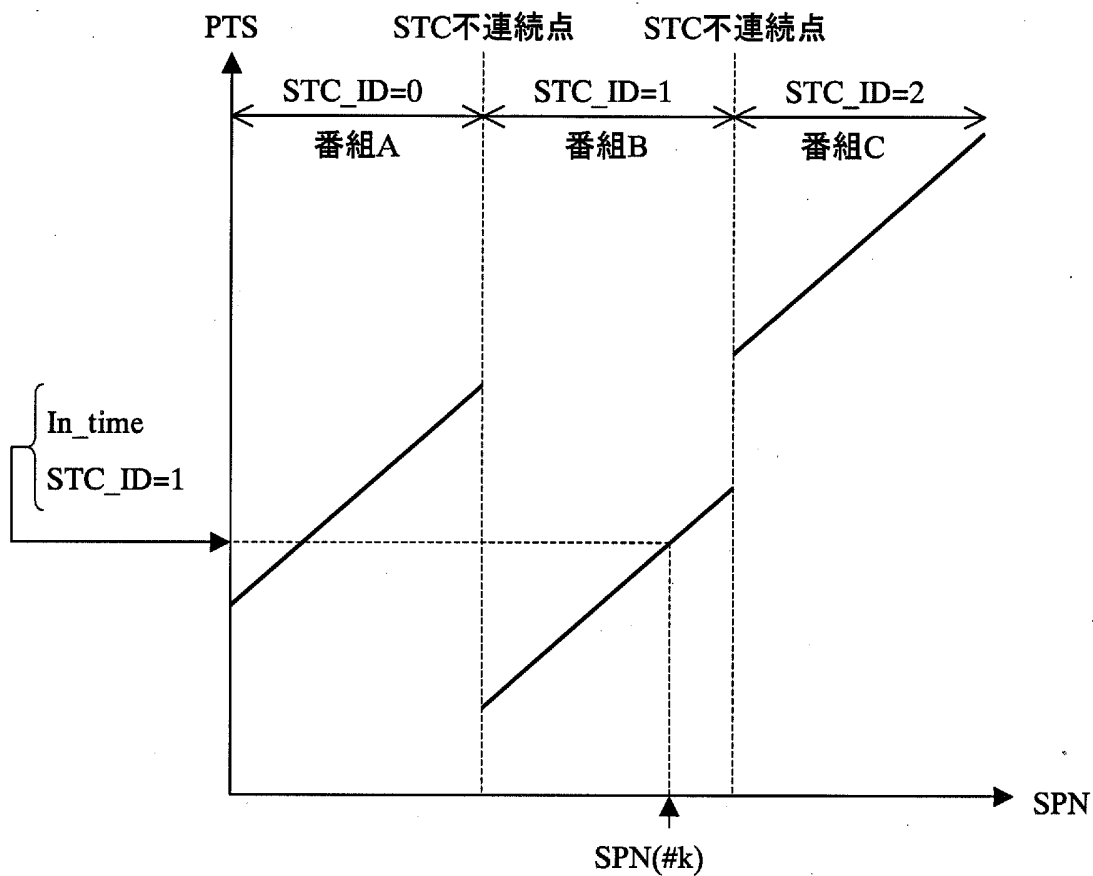 PTS
STC不連続点
STC不連続点
STC_ID=0
STC_ID=1
STC_ID=2
番組A
番組B
番組C
In_time
STC_ID=1
SPN
SPN(#k)